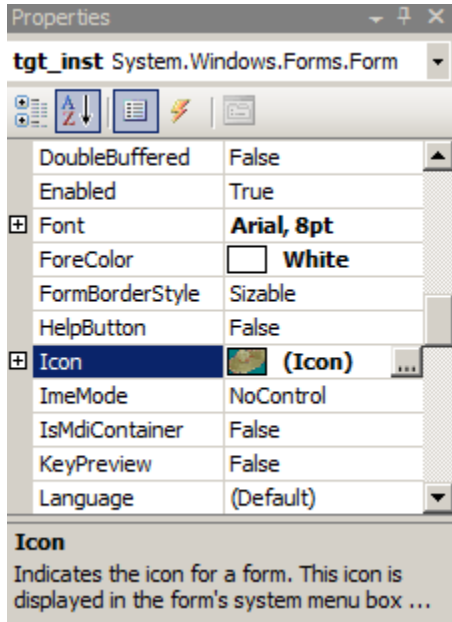 Properties
tgt_inst System.Windows.Forms.Form
A
Z
DoubleBuffered False
Enabled True
Font Arial, 8pt
ForeColor White
FormBorderStyle Sizable
HelpButton False
Icon (Icon) ...
ImeMode NoControl
IsMdiContainer False
KeyPreview False
Language (Default)
Icon
Indicates the icon for a form. This icon is
displayed in the form's system menu box ...